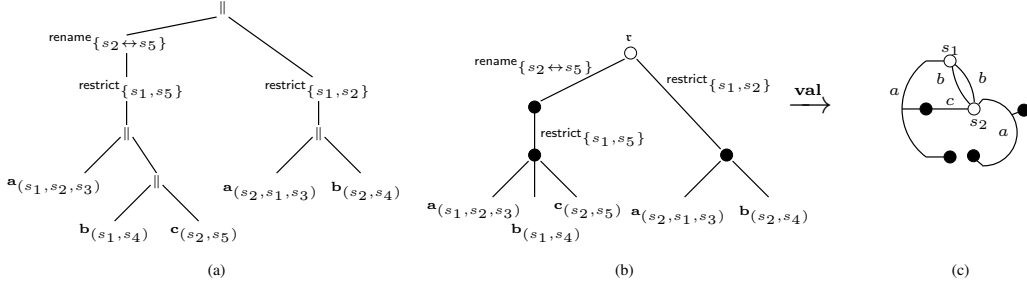 ||
rename{s2↔s5}
restrict{s1,s5}
restrict{s1,s2}
||
||
a(s1,s2,s3)
||
a(s2,s1,s3)
b(s2,s4)
b(s1,s4)
c(s2,s5)
(a)
r
rename{s2↔s5}
restrict{s1,s2}
restrict{s1,s5}
a(s1,s2,s3)
c(s2,s5)
a(s2,s1,s3)
b(s2,s4)
b(s1,s4)
(b)
val
s1
b
b
a
c
s2
a
(c)